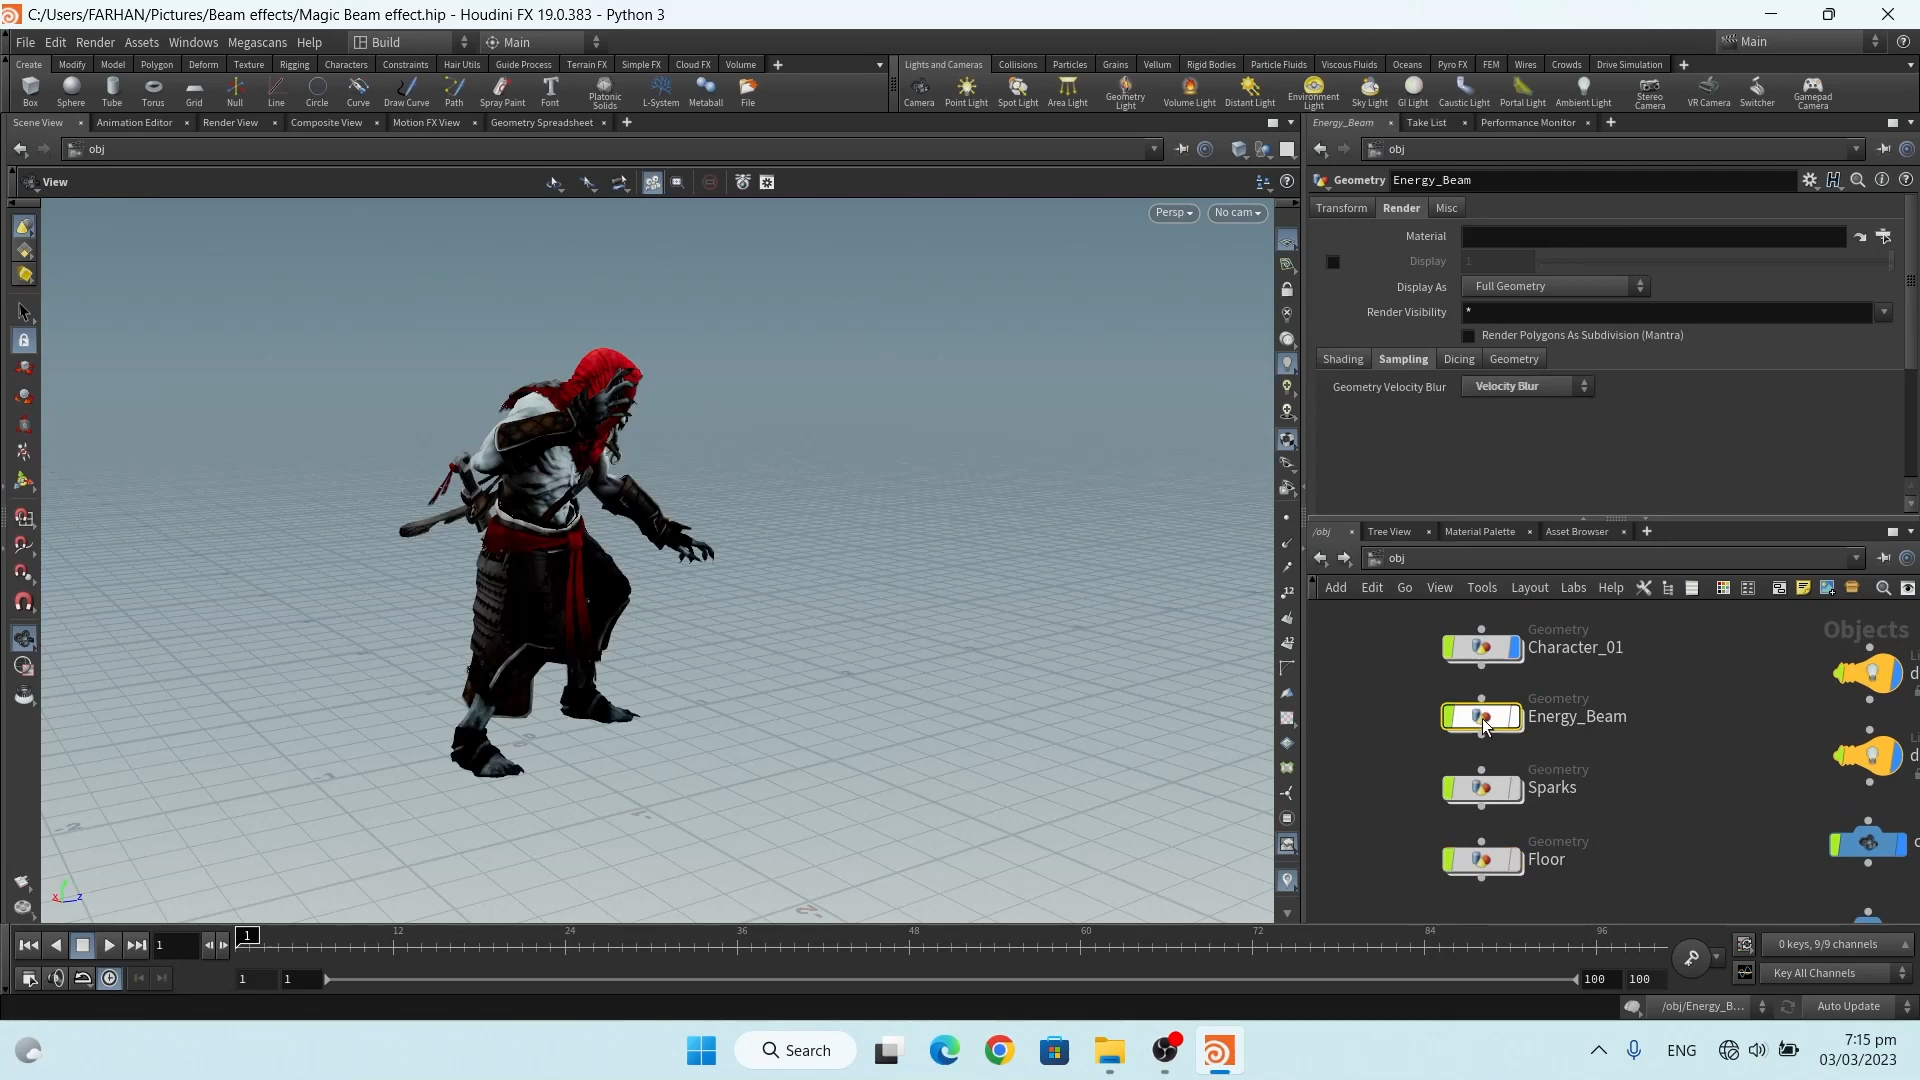 C:/Users/FARHAN/Pictures/Beam effects/Magic Beam effect.hip - Houdini FX 19.0.383 - Python 3
File Edit Render Assets Windows Megascans Help Build Main Main
Create Modify Model Polygon Deform Texture Rigging Characters Constraints Hair Utils Guide Process Terrain FX Simple FX Cloud FX Volume
Lights and Cameras Collisions Particles Grains Vellum Rigid Bodies Particle Fluids Viscous Fluids Oceans Pyro FX FEM Wires Crowds Drive Simulation
Box Sphere Tube Torus Grid Null Line Circle Curve Draw Curve Path Spray Paint Font Platonic Solids L-System Metaball File
Camera Point Light Spot Light Area Light Geometry Light Volume Light Distant Light Environment Light Sky Light GI Light Caustic Light Portal Light Ambient Light Stereo Camera VR Camera Switcher Gamepad Camera
Scene View Animation Editor Render View Composite View Motion FX View Geometry Spreadsheet
Energy_Beam Take List Performance Monitor
obj
obj
View
Geometry Energy_Beam
Persp No cam
Transform Render Misc
Material
Display 1
Display As Full Geometry
Render Visibility *
Render Polygons As Subdivision (Mantra)
Shading Sampling Dicing Geometry
Geometry Velocity Blur Velocity Blur
/obj Tree View Material Palette Asset Browser
obj
Add Edit Go View Tools Layout Labs Help
Objects
Geometry
Character_01
Geometry
Energy_Beam
Geometry
Sparks
Geometry
Floor
1 1 12 24 36 48 60 72 84 96
0 keys, 9/9 channels
1 1 100 100 Key All Channels
/obj/Energy_B... Auto Update
Search
ENG
7:15 pm
03/03/2023